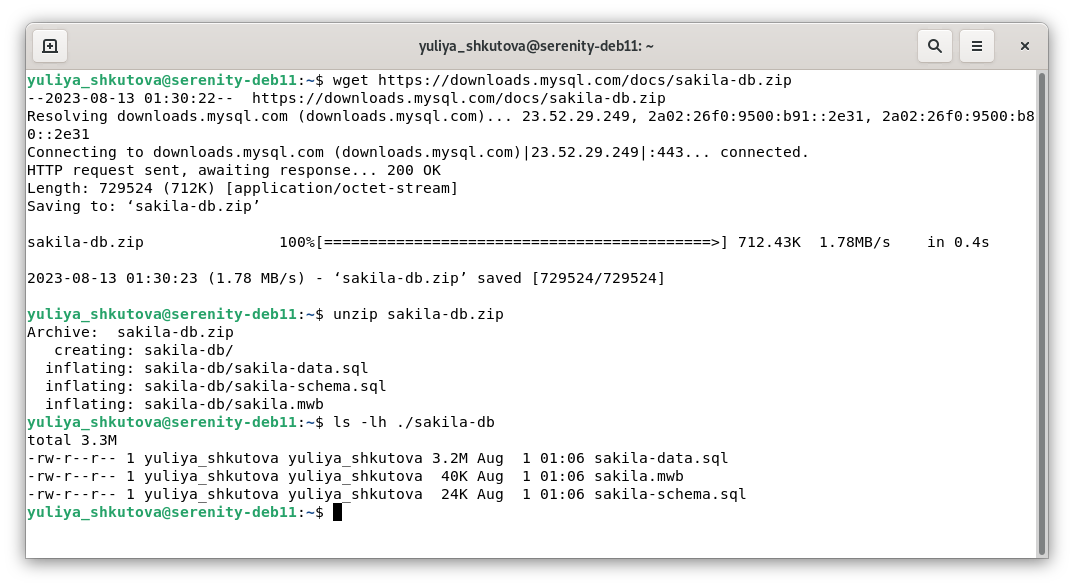 yuliya_shkutova@serenity-deb11: ~
yuliya_shkutova@serenity-deb11:~$ wget https://downloads.mysql.com/docs/sakila-db.zip
--2023-08-13 01:30:22--  https://downloads.mysql.com/docs/sakila-db.zip
Resolving downloads.mysql.com (downloads.mysql.com)... 23.52.29.249, 2a02:26f0:9500:b91::2e31, 2a02:26f0:9500:b8
0::2e31
Connecting to downloads.mysql.com (downloads.mysql.com)|23.52.29.249|:443... connected.
HTTP request sent, awaiting response... 200 OK
Length: 729524 (712K) [application/octet-stream]
Saving to: ‘sakila-db.zip’
sakila-db.zip               100%[===========================================>] 712.43K  1.78MB/s    in 0.4s
2023-08-13 01:30:23 (1.78 MB/s) - ‘sakila-db.zip’ saved [729524/729524]
yuliya_shkutova@serenity-deb11:~$ unzip sakila-db.zip
Archive:  sakila-db.zip
   creating: sakila-db/
  inflating: sakila-db/sakila-data.sql
  inflating: sakila-db/sakila-schema.sql
  inflating: sakila-db/sakila.mwb
yuliya_shkutova@serenity-deb11:~$ ls -lh ./sakila-db
total 3.3M
-rw-r--r-- 1 yuliya_shkutova yuliya_shkutova 3.2M Aug  1 01:06 sakila-data.sql
-rw-r--r-- 1 yuliya_shkutova yuliya_shkutova  40K Aug  1 01:06 sakila.mwb
-rw-r--r-- 1 yuliya_shkutova yuliya_shkutova  24K Aug  1 01:06 sakila-schema.sql
yuliya_shkutova@serenity-deb11:~$